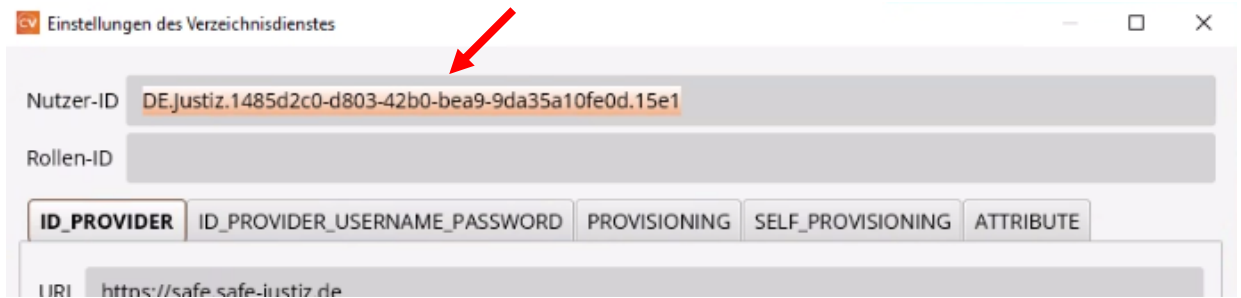 CV Einstellungen des Verzeichnisdienstes
Nutzer-ID DE.Justiz.1485d2c0-d803-42b0-bea9-9da35a10fe0d.15e1
Rollen-ID
ID_PROVIDER ID_PROVIDER_USERNAME_PASSWORD PROVISIONING SELF_PROVISIONING ATTRIBUTE
URL https://safe.safe-justiz.de